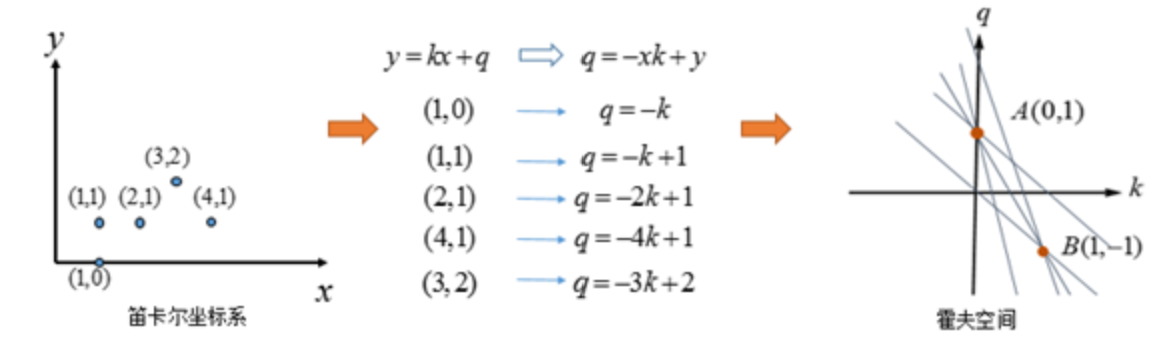 y
(3,2)
(1,1) (2,1) (4,1)
(1,0)
x
笛卡尔坐标系
y=kx+q q=-xk+y
(1,0) q=-k
(1,1) q=-k+1
(2,1) q=-2k+1
(4,1) q=-4k+1
(3,2) q=-3k+2
q
A(0,1)
k
B(1,-1)
霍夫空间